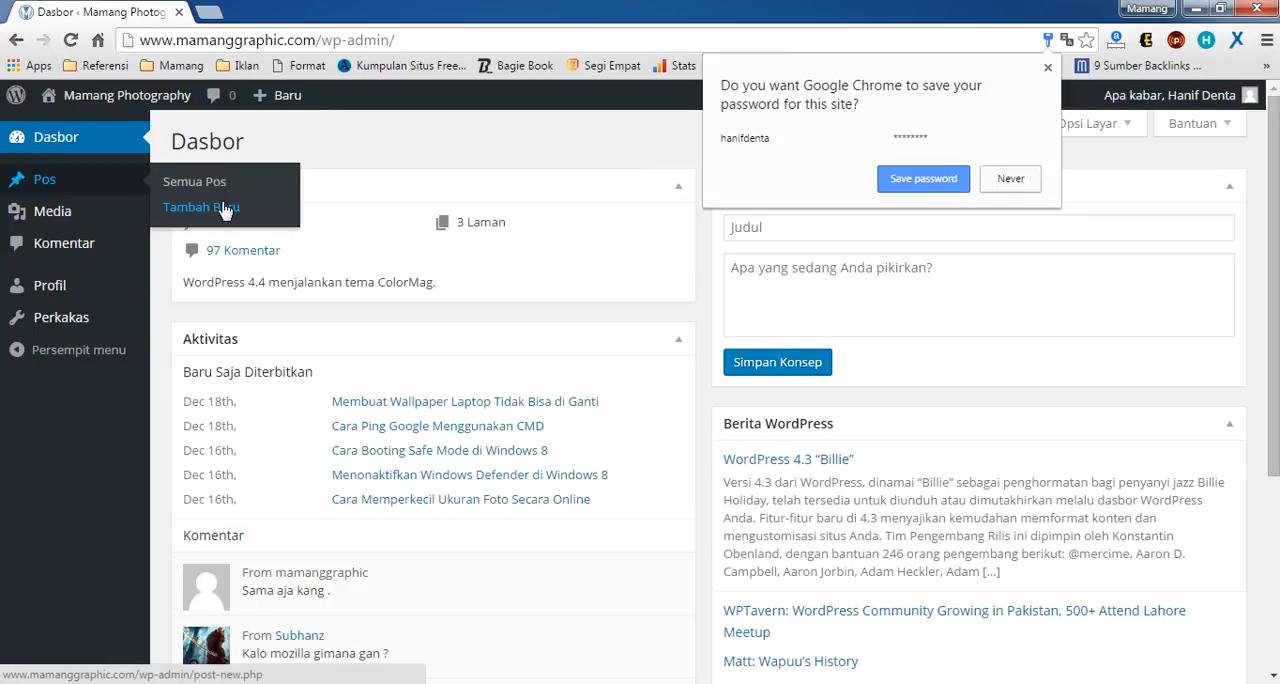 Dasbor ‹ Mamang Photog
Mamang
www.mamanggraphic.com/wp-admin/
Apps
Referensi
Mamang
Iklan
Format
Kumpulan Situs Free...
Bagie Book
Segi Empat
Stats
9 Sumber Backlinks ...
»
Do you want Google Chrome to save your
password for this site?
hanifdenta
********
Save password
Never
Mamang Photography
0
Baru
Apa kabar, Hanif Denta
Dasbor
Pos
Media
Komentar
Profil
Perkakas
Persempit menu
Semua Pos
Dasbor
Opsi Layar
Bantuan
3 Laman
97 Komentar
WordPress 4.4 menjalankan tema ColorMag.
Aktivitas
Baru Saja Diterbitkan
Dec 18th,
Membuat Wallpaper Laptop Tidak Bisa di Ganti
Dec 18th,
Cara Ping Google Menggunakan CMD
Dec 16th,
Cara Booting Safe Mode di Windows 8
Dec 16th,
Menonaktifkan Windows Defender di Windows 8
Dec 16th,
Cara Memperkecil Ukuran Foto Secara Online
Komentar
From mamanggraphic
Sama aja kang .
From Subhanz
Kalo mozilla gimana gan ?
Judul
Apa yang sedang Anda pikirkan?
Simpan Konsep
Berita WordPress
WordPress 4.3 “Billie”
Versi 4.3 dari WordPress, dinamai “Billie” sebagai penghormatan bagi penyanyi jazz Billie
Holiday, telah tersedia untuk diunduh atau dimutakhirkan melalu dasbor WordPress
Anda. Fitur-fitur baru di 4.3 menyajikan kemudahan memformat konten dan
mengustomisasi situs Anda. Tim Pengembang Rilis ini dipimpin oleh Konstantin
Obenland, dengan bantuan 246 orang pengembang berikut: @mercime, Aaron D.
Campbell, Aaron Jorbin, Adam Heckler, Adam […]
WPTavern: WordPress Community Growing in Pakistan, 500+ Attend Lahore
Meetup
Matt: Wapuu's History
Tambah Baru
www.mamanggraphic.com/wp-admin/post-new.php